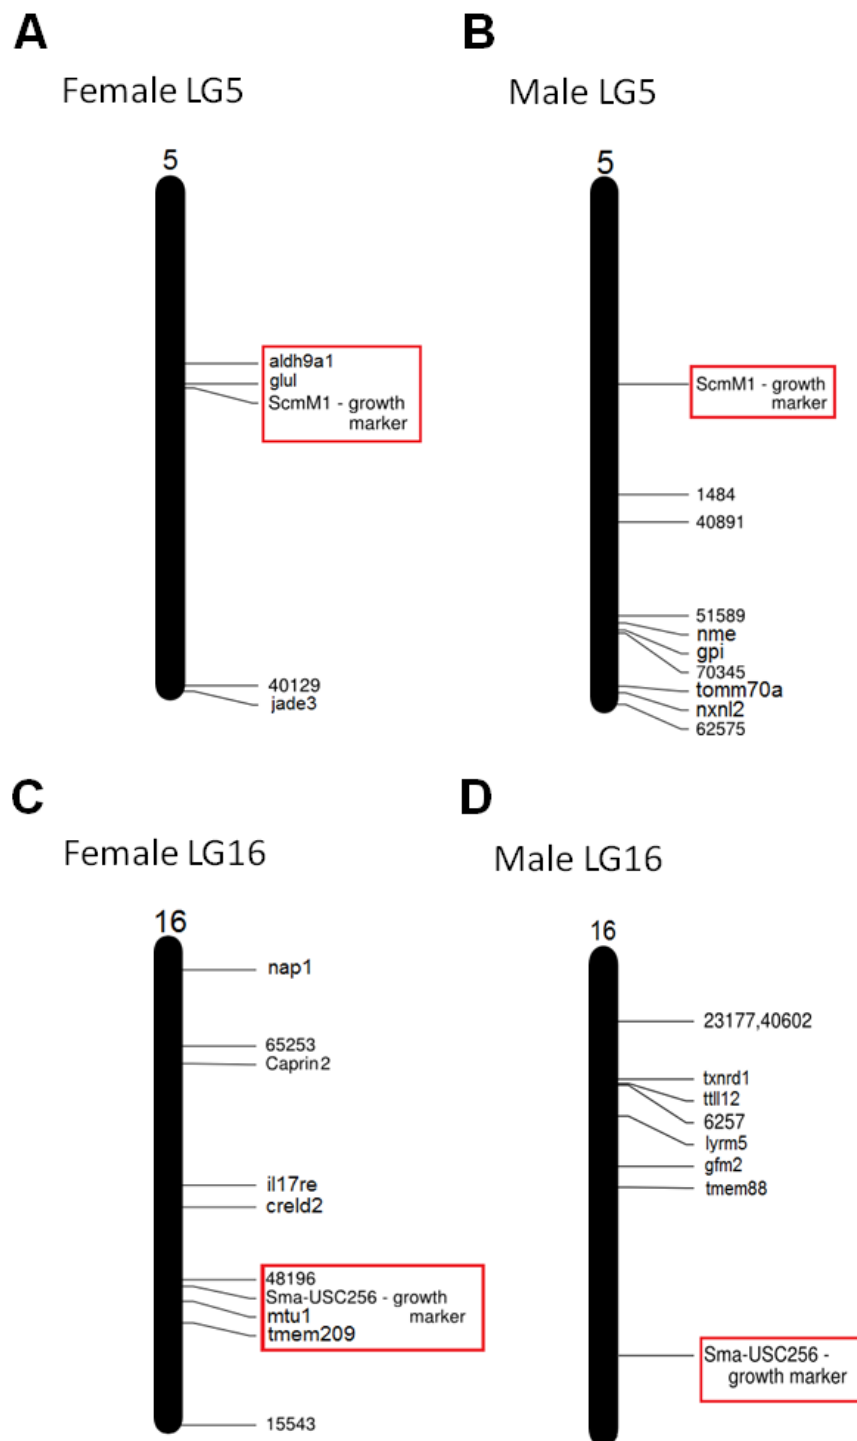 A
Female LG5
5
aldh9a1
glul
ScmM1 - growth
marker
40129
jade3
B
Male LG5
5
ScmM1 - growth
marker
1484
40891
51589
nme
gpi
70345
tomm70a
nxnl2
62575
C
Female LG16
16
nap1
65253
Caprin2
il17re
creld2
48196
Sma-USC256 - growth
mtu1 marker
tmem209
15543
D
Male LG16
16
23177,40602
txnrd1
ttll12
6257
lyrm5
gfm2
tmem88
Sma-USC256 -
growth marker